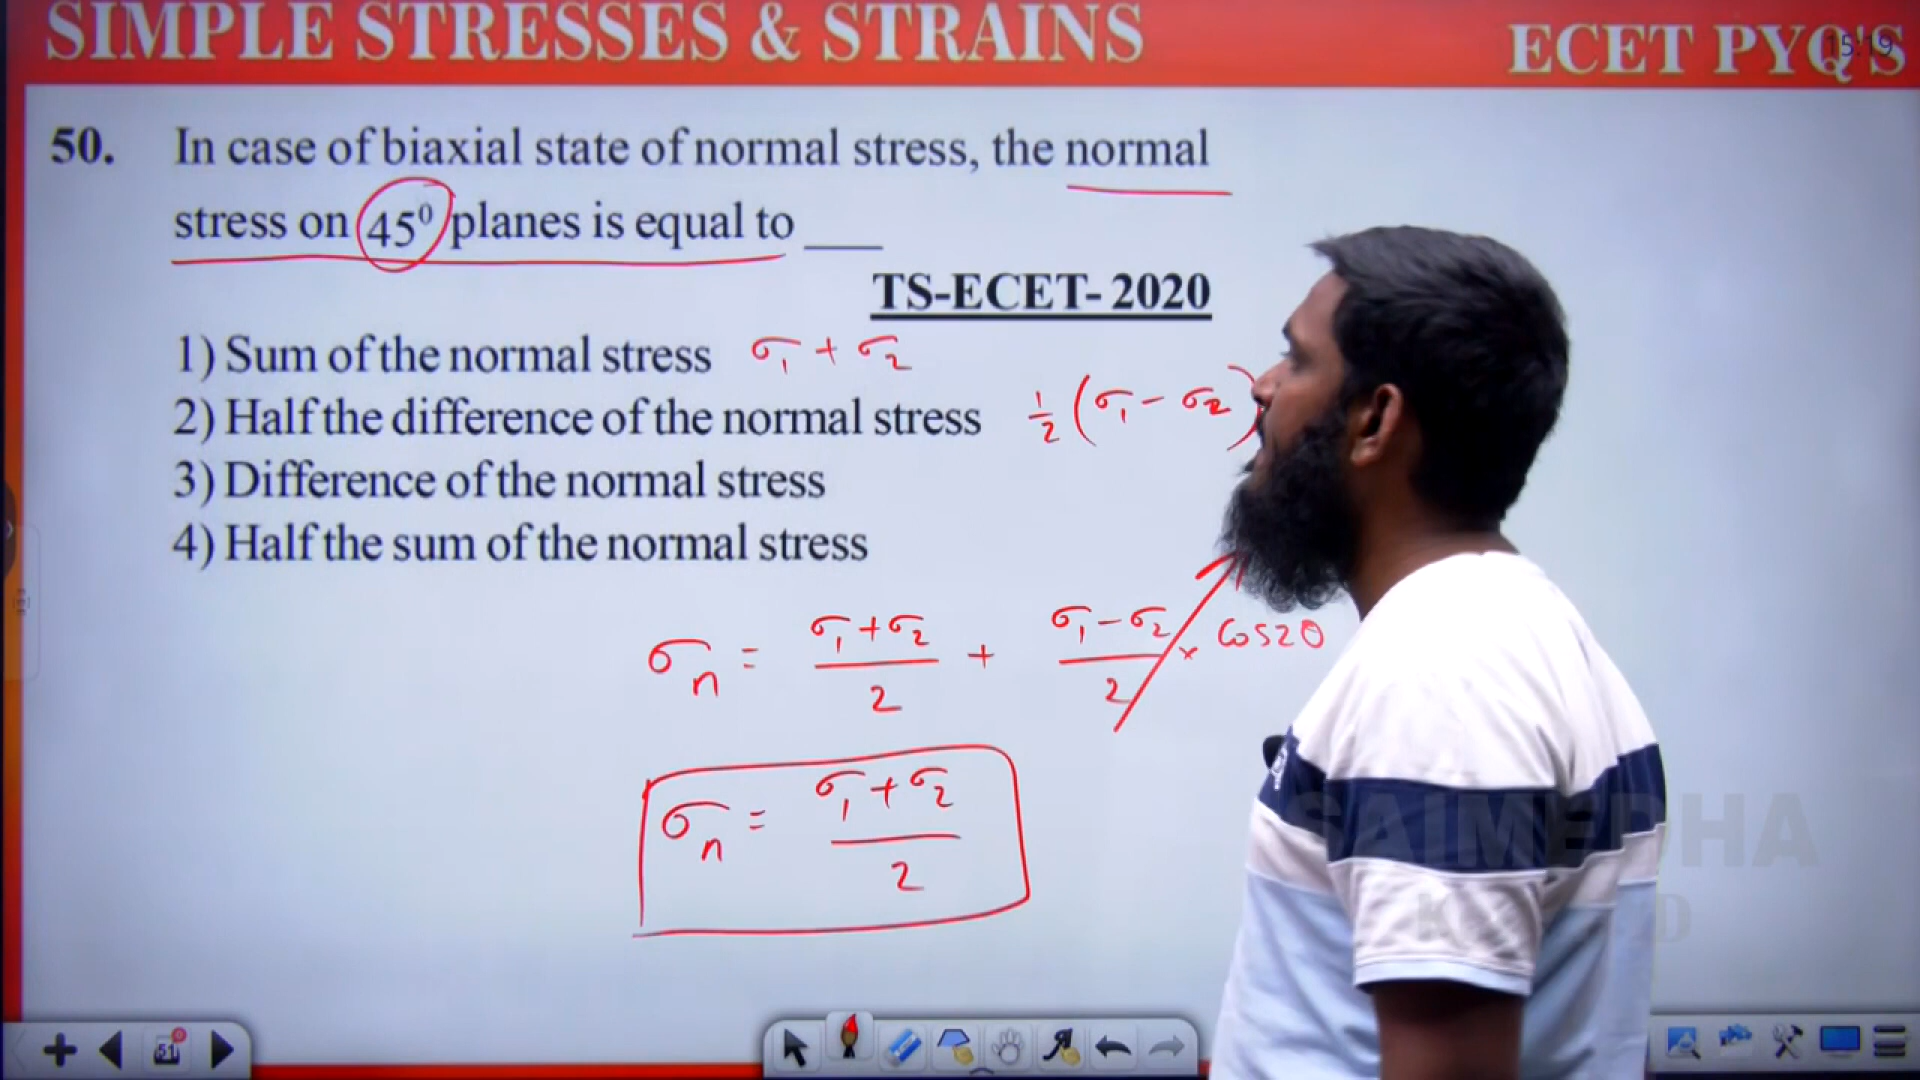 SIMPLE STRESSES & STRAINS
ECET PYQ'S
15:19
50. In case of biaxial state of normal stress, the normal
stress on 45⁰ planes is equal to ____
TS-ECET- 2020
1) Sum of the normal stress σ₁ + σ₂
2) Half the difference of the normal stress 1/2 (σ₁ - σ₂)
3) Difference of the normal stress
4) Half the sum of the normal stress
σn = σ₁+σ₂/2 + σ₁-σ₂/2 × Cos2θ
σn = σ₁+σ₂/2
SAIMEDHA
51